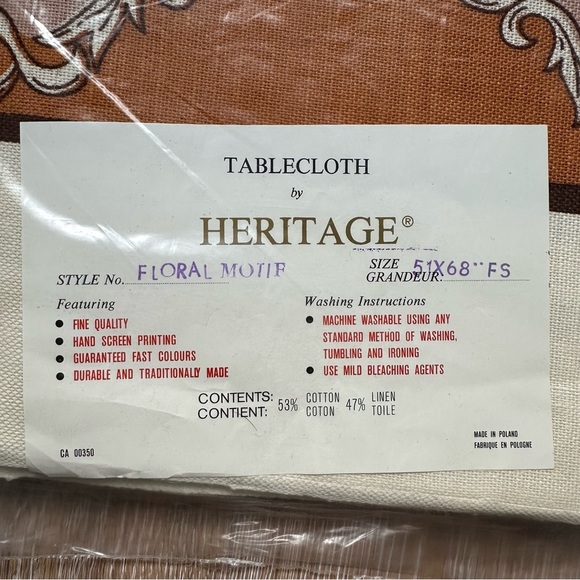 TABLECLOTH
by
HERITAGE®
STYLE No. FLORAL MOTIF
SIZE 51X68" FS
GRANDEUR:
Featuring
● FINE QUALITY
● HAND SCREEN PRINTING
● GUARANTEED FAST COLOURS
● DURABLE AND TRADITIONALLY MADE
Washing Instructions
● MACHINE WASHABLE USING ANY
STANDARD METHOD OF WASHING,
TUMBLING AND IRONING
● USE MILD BLEACHING AGENTS
CONTENTS: 53% COTTON 47% LINEN
CONTIENT: COTON TOILE
CA 00350
MADE IN POLAND
FABRIQUE EN POLOGNE